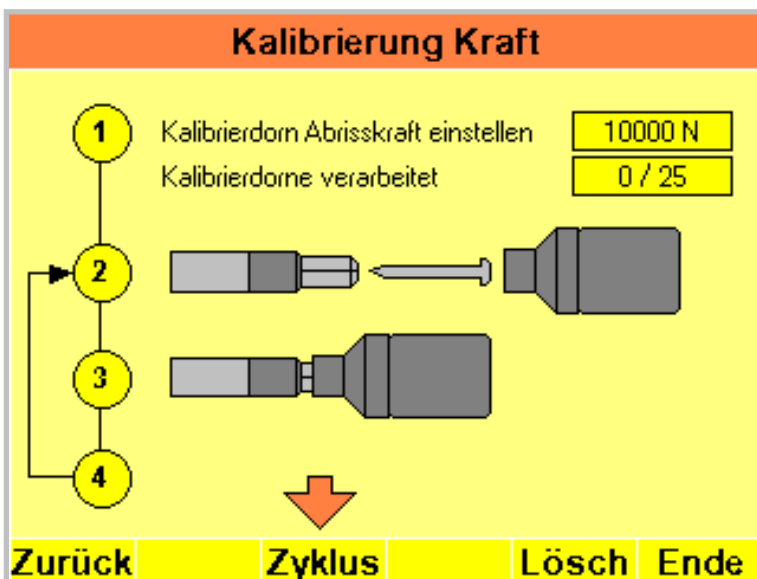 Kalibrierung Kraft
1 Kalibrierdorn Abrisskraft einstellen 10000 N
Kalibrierdorne verarbeitet 0 / 25
2
3
4
Zurück Zyklus Lösch Ende